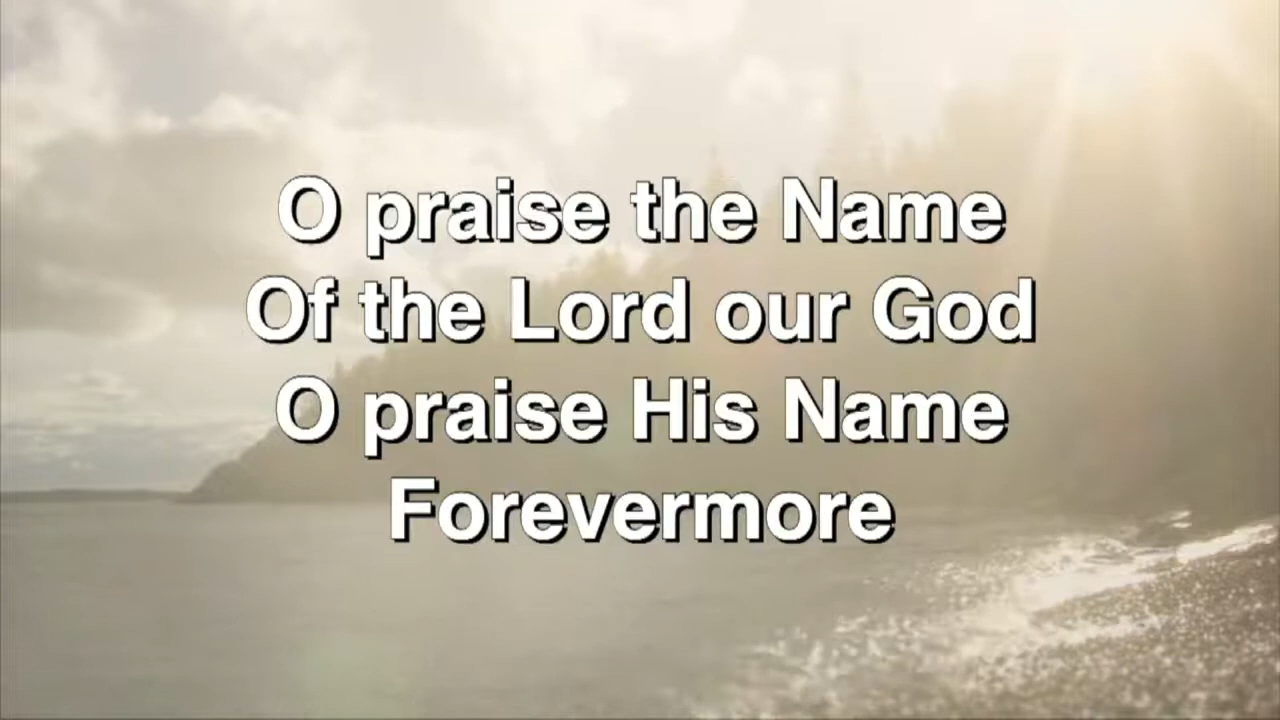 O praise the Name
Of the Lord our God
O praise His Name
Forevermore